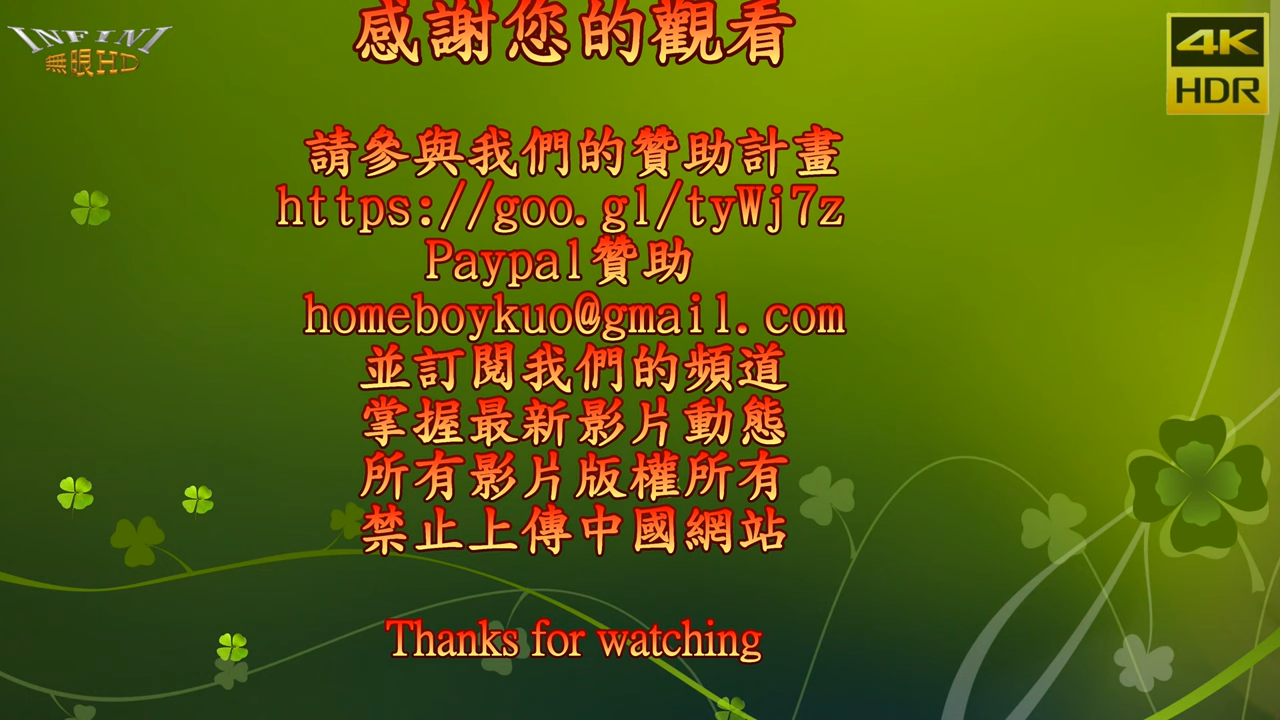 INFINI
無限HD
4K
HDR
感謝您的觀看
請參與我們的贊助計畫
https://goo.gl/tyWj7z
Paypal贊助
homeboykuo@gmail.com
並訂閱我們的頻道
掌握最新影片動態
所有影片版權所有
禁止上傳中國網站
Thanks for watching